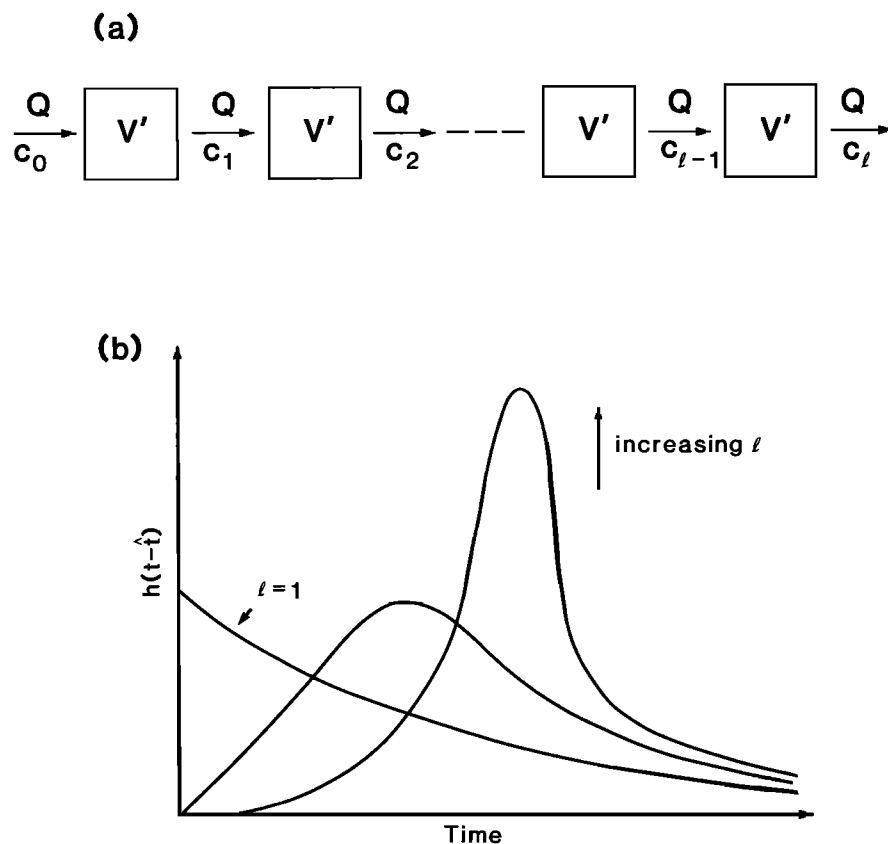 (a)
Q Q Q Q Q
V' V' V' V'
c₀ c₁ c₂ cℓ₋₁ cℓ
(b)
increasing ℓ
h(t-t̂)
ℓ = 1
Time